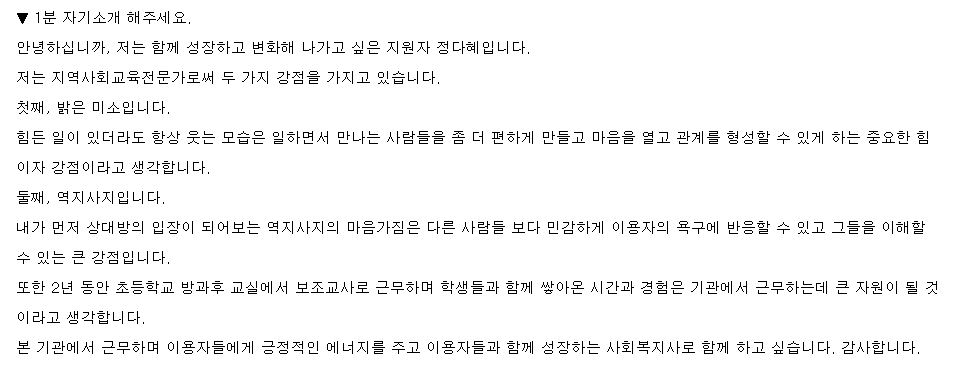 ▼ 1분 자기소개 해주세요.
안녕하십니까, 저는 함께 성장하고 변화해 나가고 싶은 지원자 정다혜입니다.
저는 지역사회교육전문가로써 두 가지 강점을 가지고 있습니다.
첫째, 밝은 미소입니다.
힘든 일이 있더라도 항상 웃는 모습은 일하면서 만나는 사람들을 좀 더 편하게 만들고 마음을 열고 관계를 형성할 수 있게 하는 중요한 힘
이자 강점이라고 생각합니다.
둘째, 역지사지입니다.
내가 먼저 상대방의 입장이 되어보는 역지사지의 마음가짐은 다른 사람들 보다 민감하게 이용자의 욕구에 반응할 수 있고 그들을 이해할
수 있는 큰 강점입니다.
또한 2년 동안 초등학교 방과후 교실에서 보조교사로 근무하며 학생들과 함께 쌓아온 시간과 경험은 기관에서 근무하는데 큰 자원이 될 것
이라고 생각합니다.
본 기관에서 근무하며 이용자들에게 긍정적인 에너지를 주고 이용자들과 함께 성장하는 사회복지사로 함께 하고 싶습니다. 감사합니다.